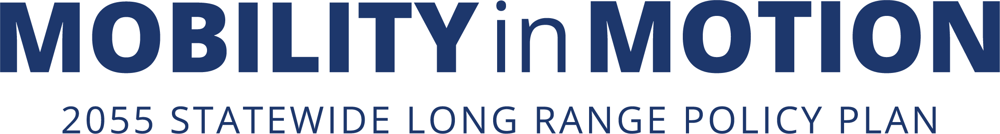 MOBILITY in MOTION
2055 STATEWIDE LONG RANGE POLICY PLAN